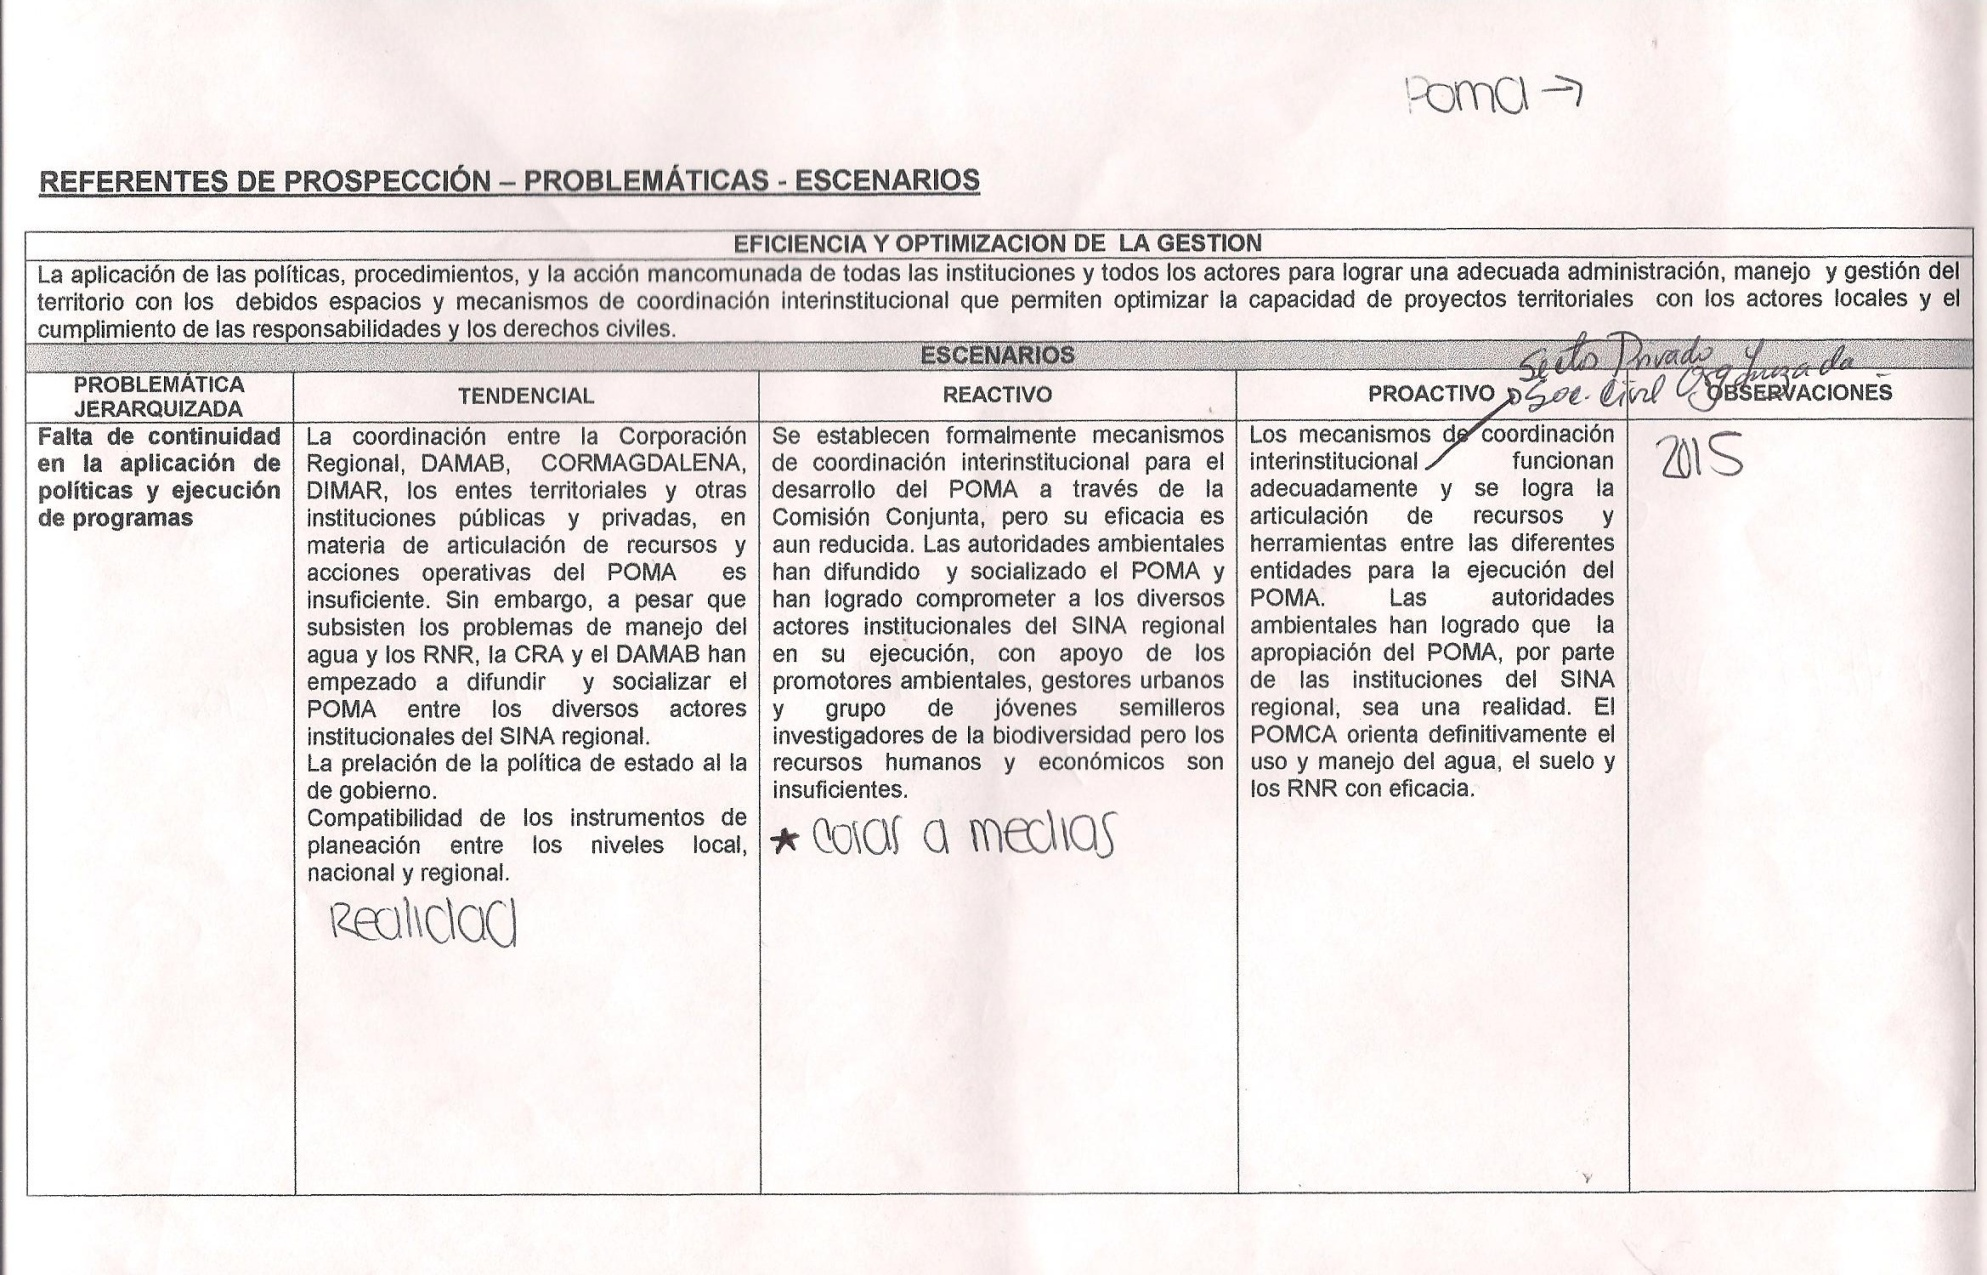 Poma →
REFERENTES DE PROSPECCIÓN – PROBLEMÁTICAS - ESCENARIOS
EFICIENCIA Y OPTIMIZACION DE LA GESTION
La aplicación de las políticas, procedimientos, y la acción mancomunada de todas las instituciones y todos los actores para lograr una adecuada administración, manejo y gestión del
territorio con los debidos espacios y mecanismos de coordinación interinstitucional que permiten optimizar la capacidad de proyectos territoriales con los actores locales y el
cumplimiento de las responsabilidades y los derechos civiles.
ESCENARIOS
Privado y
Soc. Civil Organizada
PROBLEMÁTICA
JERARQUIZADA
TENDENCIAL
REACTIVO
PROACTIVO
OBSERVACIONES
Falta de continuidad
en la aplicación de
políticas y ejecución
de programas
La coordinación entre la Corporación
Regional, DAMAB, CORMAGDALENA,
DIMAR, los entes territoriales y otras
instituciones públicas y privadas, en
materia de articulación de recursos y
acciones operativas del POMA es
insuficiente. Sin embargo, a pesar que
subsisten los problemas de manejo del
agua y los RNR, la CRA y el DAMAB han
empezado a difundir y socializar el
POMA entre los diversos actores
institucionales del SINA regional.
La prelación de la política de estado al la
de gobierno.
Compatibilidad de los instrumentos de
planeación entre los niveles local,
nacional y regional.
Realidad
Se establecen formalmente mecanismos
de coordinación interinstitucional para el
desarrollo del POMA a través de la
Comisión Conjunta, pero su eficacia es
aun reducida. Las autoridades ambientales
han difundido y socializado el POMA y
han logrado comprometer a los diversos
actores institucionales del SINA regional
en su ejecución, con apoyo de los
promotores ambientales, gestores urbanos
y grupo de jóvenes semilleros
investigadores de la biodiversidad pero los
recursos humanos y económicos son
insuficientes.
★ cosas a medias
Los mecanismos de coordinación
interinstitucional funcionan
adecuadamente y se logra la
articulación de recursos y
herramientas entre las diferentes
entidades para la ejecución del
POMA. Las autoridades
ambientales han logrado que la
apropiación del POMA, por parte
de las instituciones del SINA
regional, sea una realidad. El
POMCA orienta definitivamente el
uso y manejo del agua, el suelo y
los RNR con eficacia.
2015